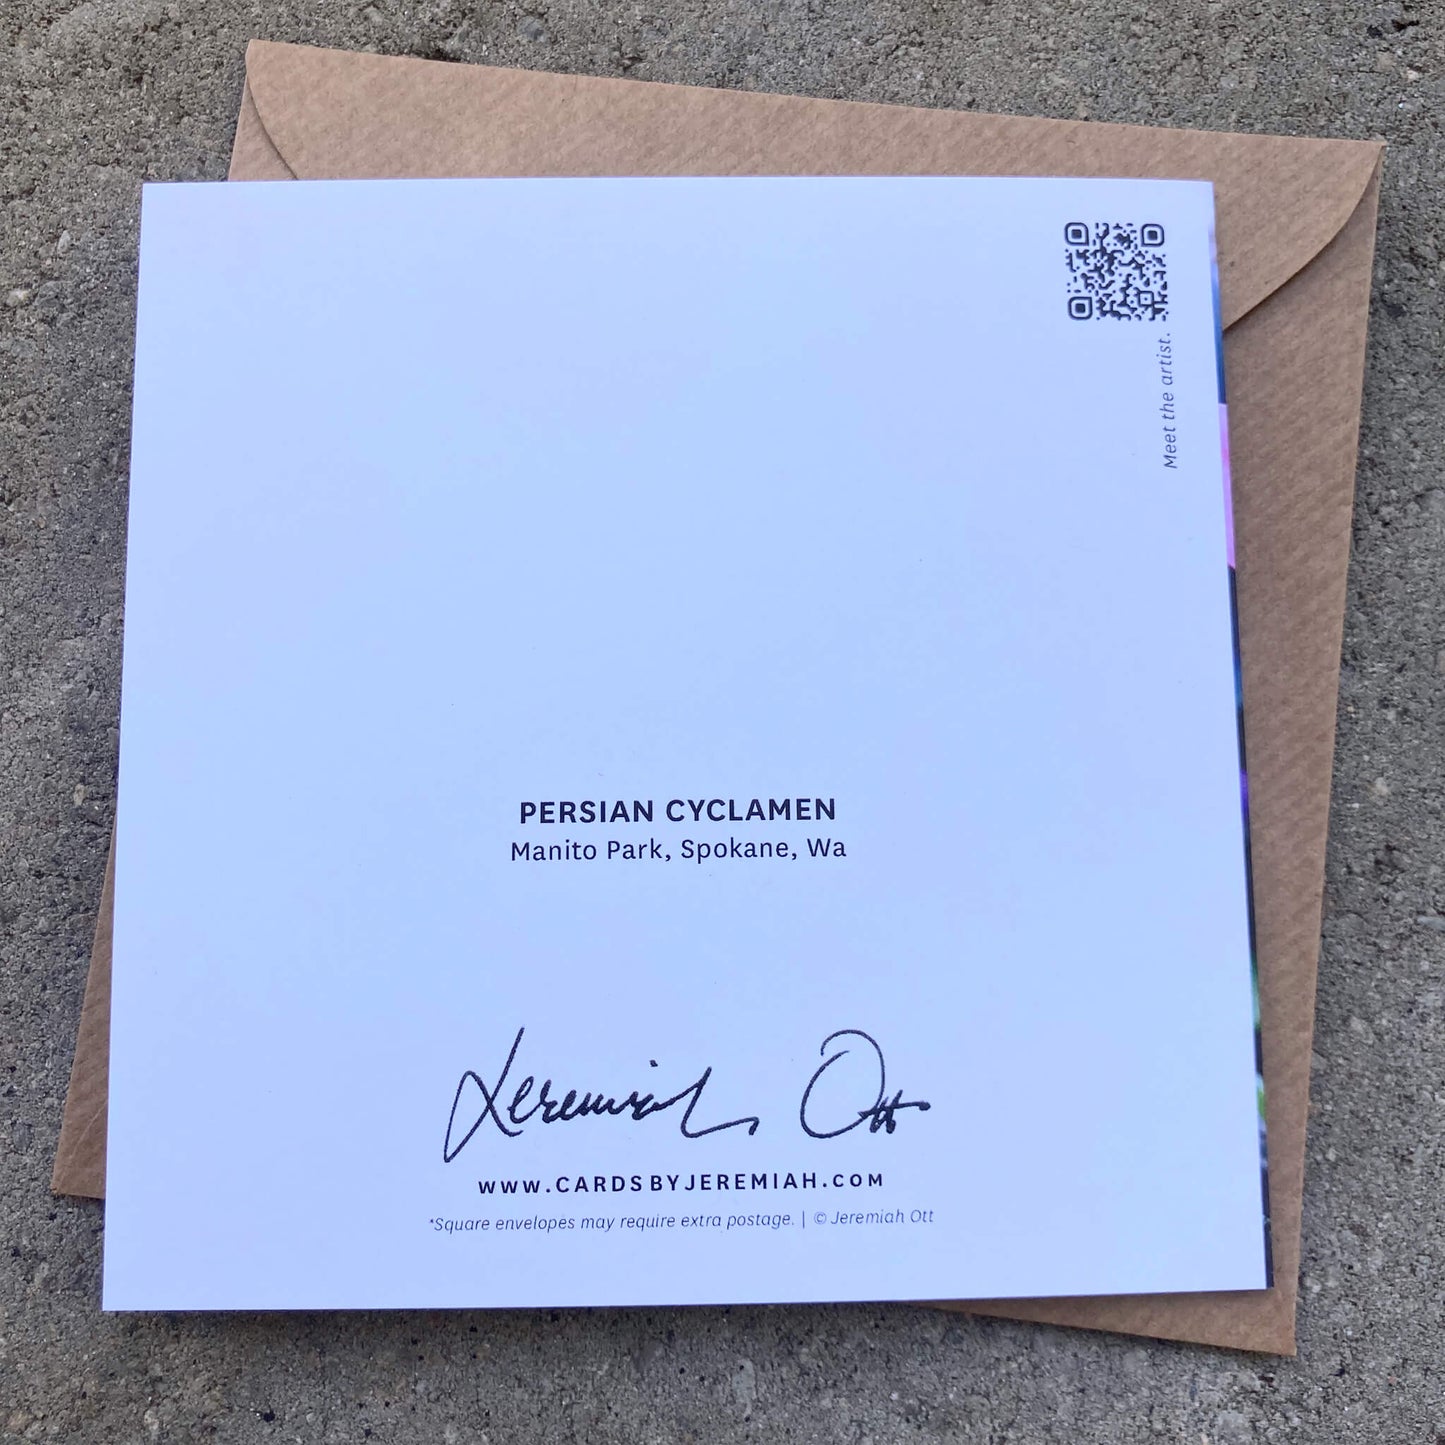 Meet the artist.
PERSIAN CYCLAMEN
Manito Park, Spokane, Wa
Jeremiah Ott
www.CARDSBYJEREMIAH.COM
*Square envelopes may require extra postage. | © Jeremiah Ott